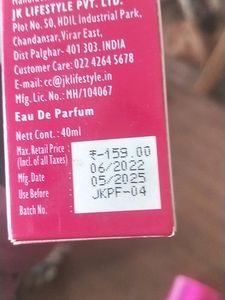 JK LIFESTYLE PVT. LTD.
Plot No. 50, HDIL Industrial Park,
Chandansar, Virar East,
Dist Palghar- 401 303. INDIA
Customer Care: 022 4264 5678
E-mail: cc@jklifestyle.in
Mfg. Lic. No.: MH/104067
Eau De Parfum
Nett Cont.: 40ml
Max. Retail Price : ₹-159.00
(Incl. of all Taxes)
Mfg. Date 06/2022
Use Before 05/2025
Batch No. JKPF-04